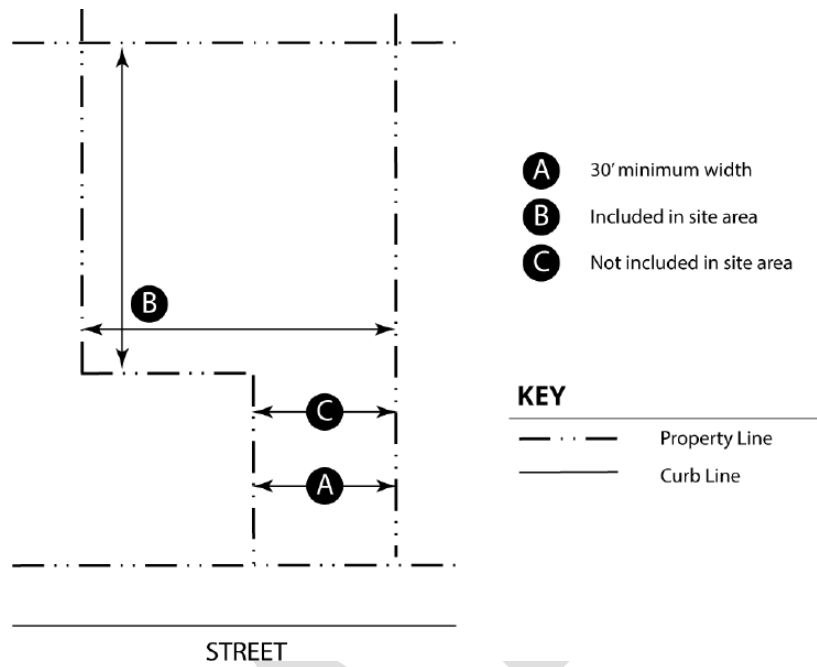 A 30' minimum width
B Included in site area
C Not included in site area
B
C
A
KEY
Property Line
Curb Line
STREET